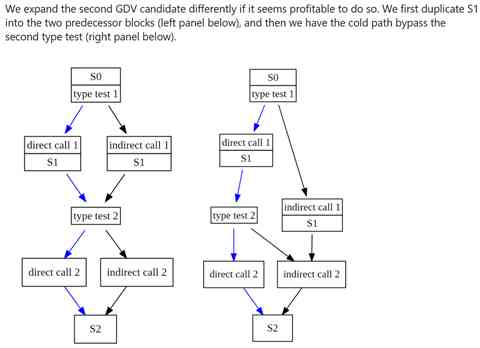 We expand the second GDV candidate differently if it seems profitable to do so. We first duplicate S1
into the two predecessor blocks (left panel below), and then we have the cold path bypass the
second type test (right panel below).
S0
type test 1
direct call 1
S1
indirect call 1
S1
type test 2
direct call 2
indirect call 2
S2
S0
type test 1
direct call 1
S1
type test 2
indirect call 1
S1
direct call 2
indirect call 2
S2